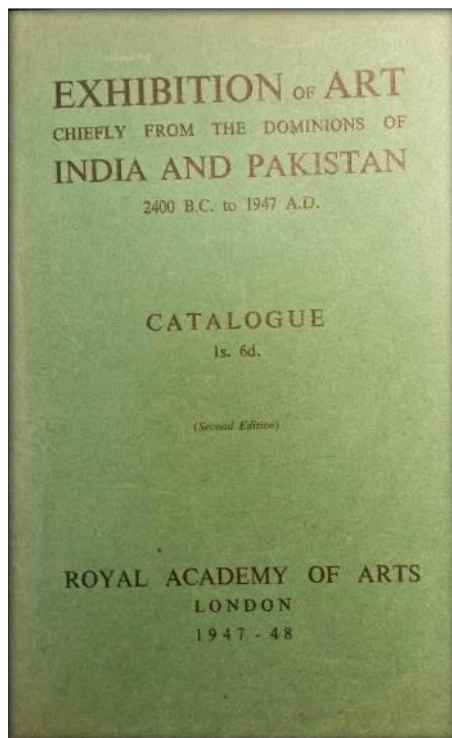 EXHIBITION OF ART
CHIEFLY FROM THE DOMINIONS OF
INDIA AND PAKISTAN
2400 B.C. to 1947 A.D.
CATALOGUE
1s. 6d.
(Second Edition)
ROYAL ACADEMY OF ARTS
LONDON
1947 - 48